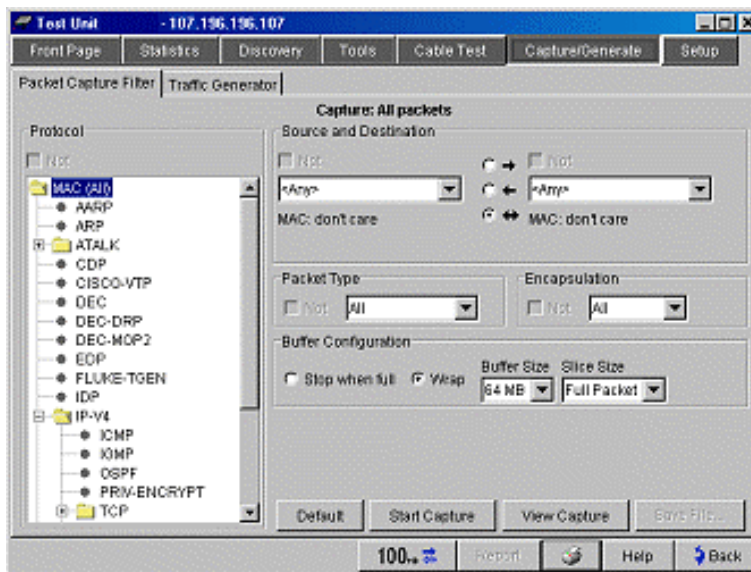 Test Unit - 107.196.196.107
Front Page Statistics Discovery Tools Cable Test Capture/Generate Setup
Packet Capture Filter Traffic Generator
Capture: All packets
Protocol
Not
MAC (All)
AARP
ARP
ATALK
CDP
CISCO-VTP
DEC
DEC-DRP
DEC-MOP2
EDP
FLUKE-TGEN
IDP
IP-V4
ICMP
IGMP
OSPF
PRIV-ENCRYPT
TCP
Source and Destination
Not Not
<Any> <Any>
MAC: don't care MAC: don't care
Packet Type
Not All
Encapsulation
Not All
Buffer Configuration
Buffer Size Slice Size
Stop when full Wrap 64 MB Full Packet
Default Start Capture View Capture Save File...
100 Report Help Back